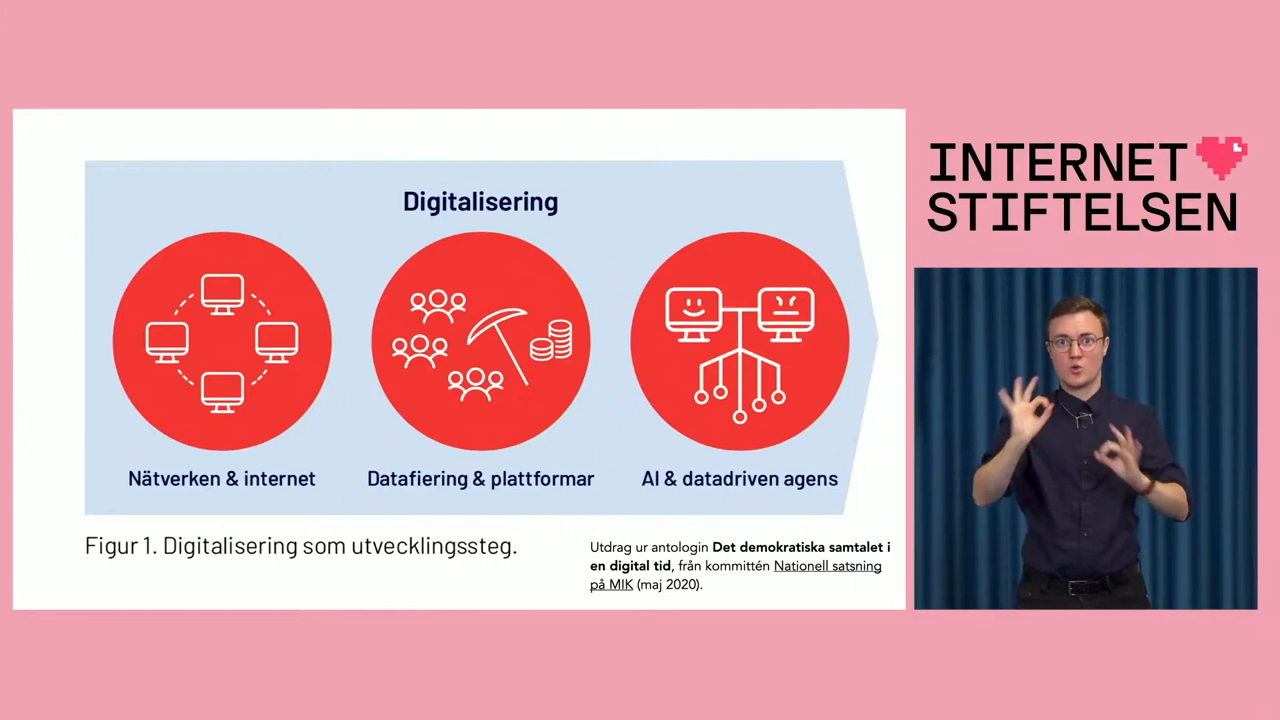 Digitalisering
Nätverken & internet
Datafiering & plattformar
AI & datadriven agens
Figur 1. Digitalisering som utvecklingssteg.
Utdrag ur antologin Det demokratiska samtalet i
en digital tid, från kommittén Nationell satsning
på MIK (maj 2020).
INTERNET
STIFTELSEN